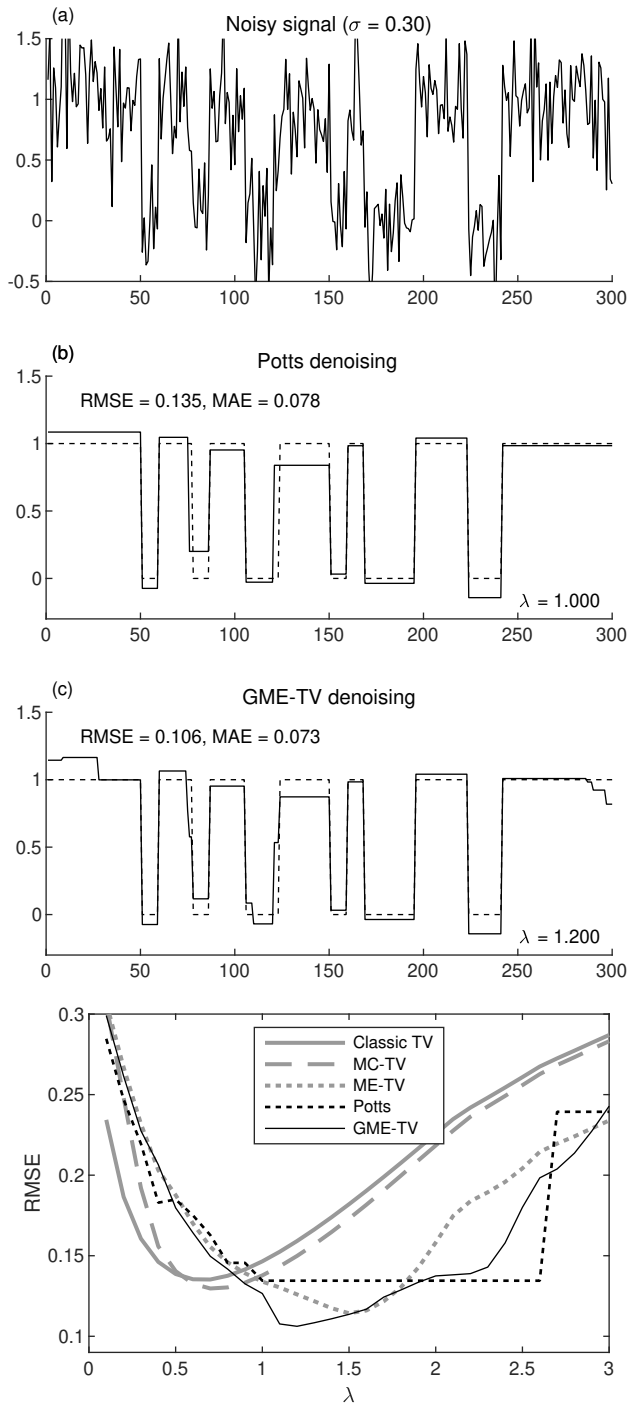 (a)
Noisy signal (σ = 0.30)
1.5
1
0.5
0
-0.5
0 50 100 150 200 250 300
(b)
Potts denoising
1.5
RMSE = 0.135, MAE = 0.078
1
0.5
0
λ = 1.000
0 50 100 150 200 250 300
(c)
GME-TV denoising
1.5
RMSE = 0.106, MAE = 0.073
1
0.5
0
λ = 1.200
0 50 100 150 200 250 300
0.3
Classic TV
MC-TV
ME-TV
Potts
GME-TV
0.25
0.2
0.15
0.1
RMSE
0 0.5 1 1.5 2 2.5 3
λ